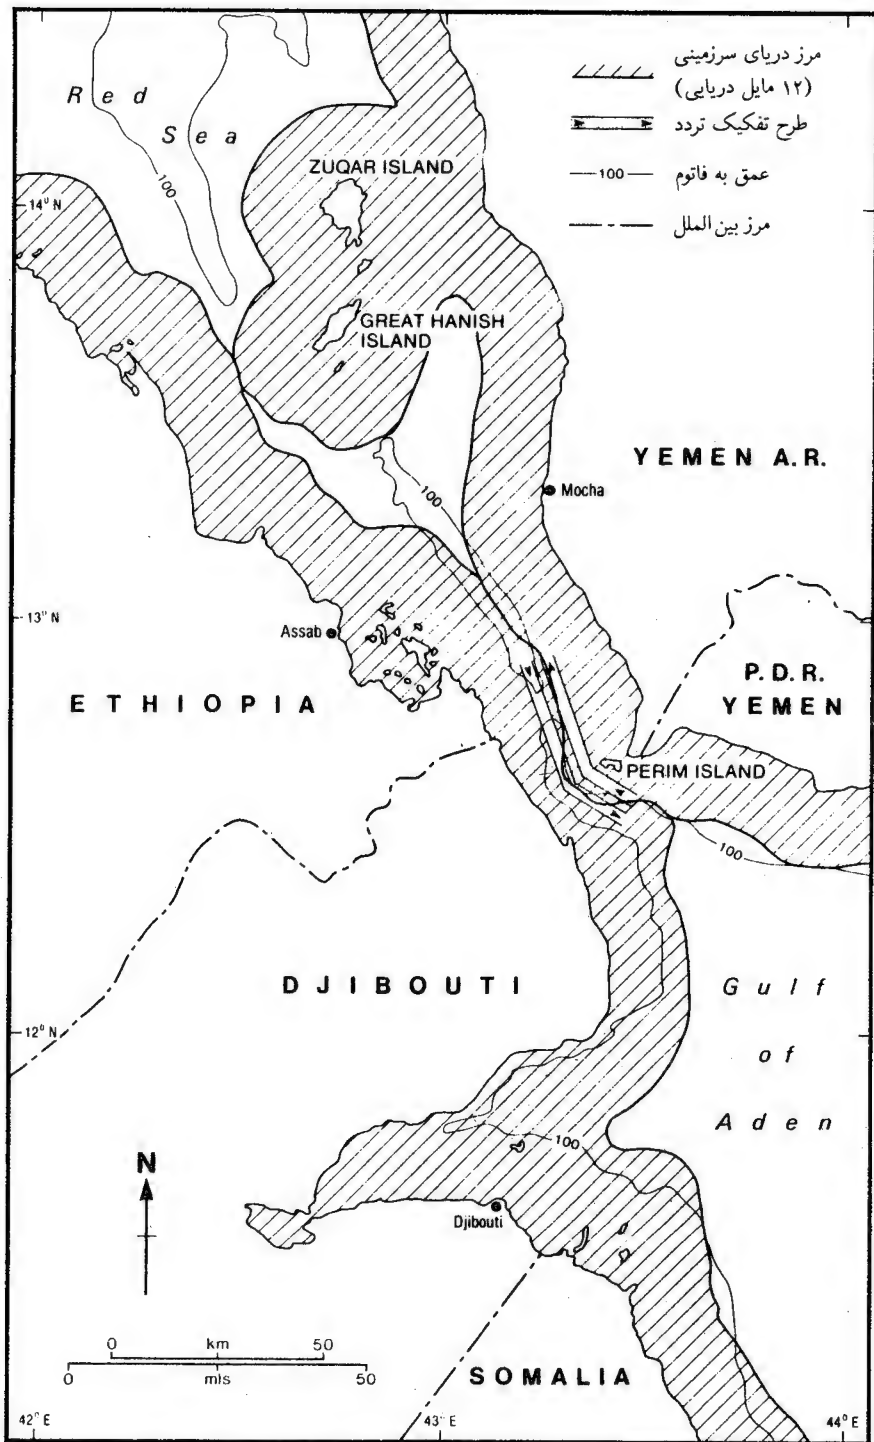 مرز دریای سرزمینی
(۱۲ مایل دریایی)
طرح تفکیک تردد
100
عمق به فاتوم
مرز بین الملل
Red
Sea
100
ZUQAR ISLAND
14° N
GREAT HANISH
ISLAND
YEMEN A.R.
100
Mocha
13° N
Assab
P.D.R.
YEMEN
ETHIOPIA
PERIM ISLAND
100
DJIBOUTI
Gulf
of
Aden
12° N
100
N
Djibouti
0 km 50
0 mls 50
SOMALIA
42° E
43° E
44° E